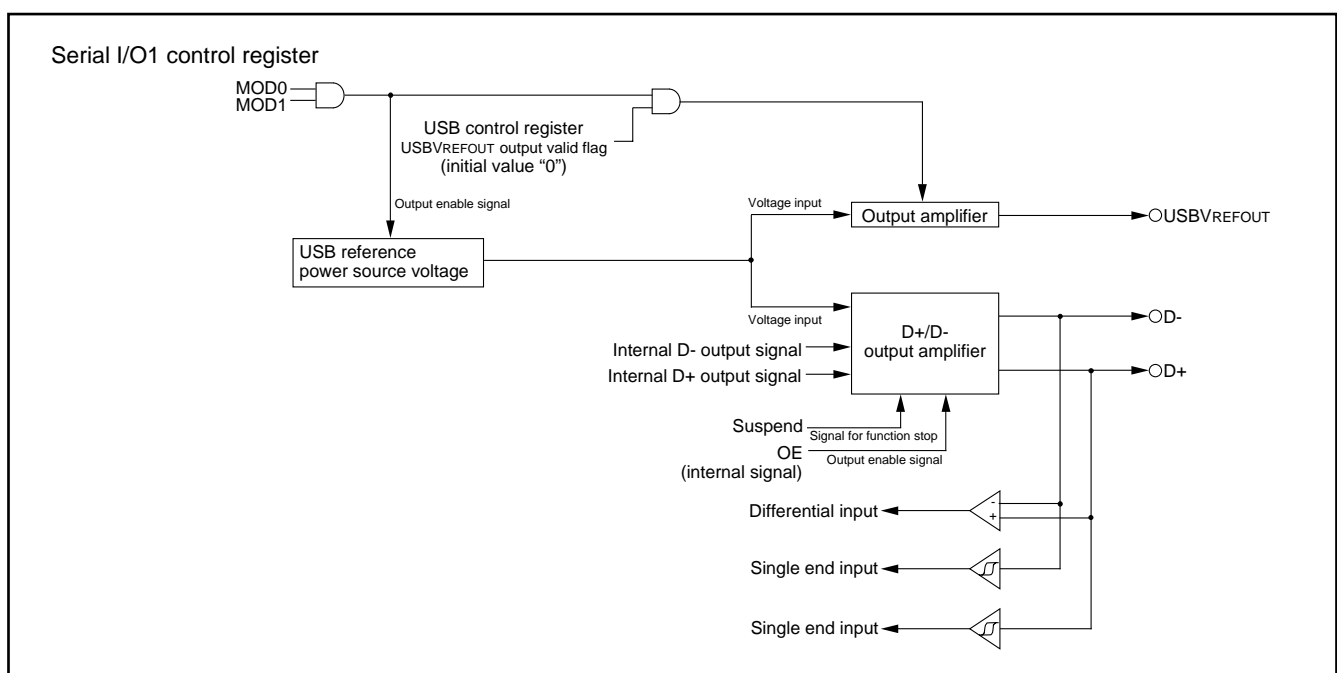 Serial I/O1 control register
MOD0
MOD1
USB control register
USBVREFOUT output valid flag
(initial value “0”)
Output enable signal
Voltage input
Output amplifier
USBVREFOUT
USB reference
power source voltage
Voltage input
D+/D-
output amplifier
D-
Internal D- output signal
Internal D+ output signal
D+
Suspend
Signal for function stop
OE
(internal signal)
Output enable signal
Differential input
-
+
Single end input
Single end input